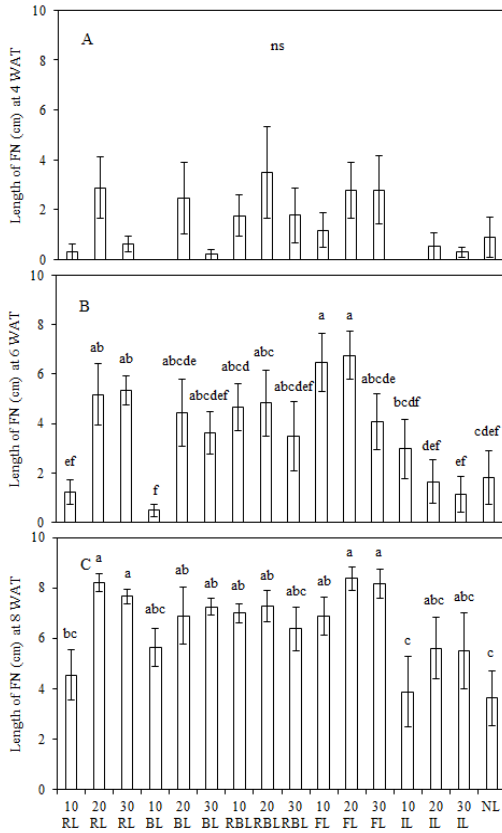 Length of FN (cm) at 4 WAT
10
8
6
4
2
0
A
ns
Length of FN (cm) at 6 WAT
10
8
6
4
2
0
B
ef
ab
ab
f
abcde
abcdef
abcd
abc
abcdef
a
a
abcde
bcdf
def
ef
cdef
Length of FN (cm) at 8 WAT
10
8
6
4
2
0
C
bc
a
a
abc
ab
ab
ab
ab
abc
ab
a
a
c
abc
abc
c
10 20 30 10 20 30 10 20 30 10 20 30 10 20 30 NL
RL RL RL BL BL BL RBL RBL RBL FL FL FL IL IL IL